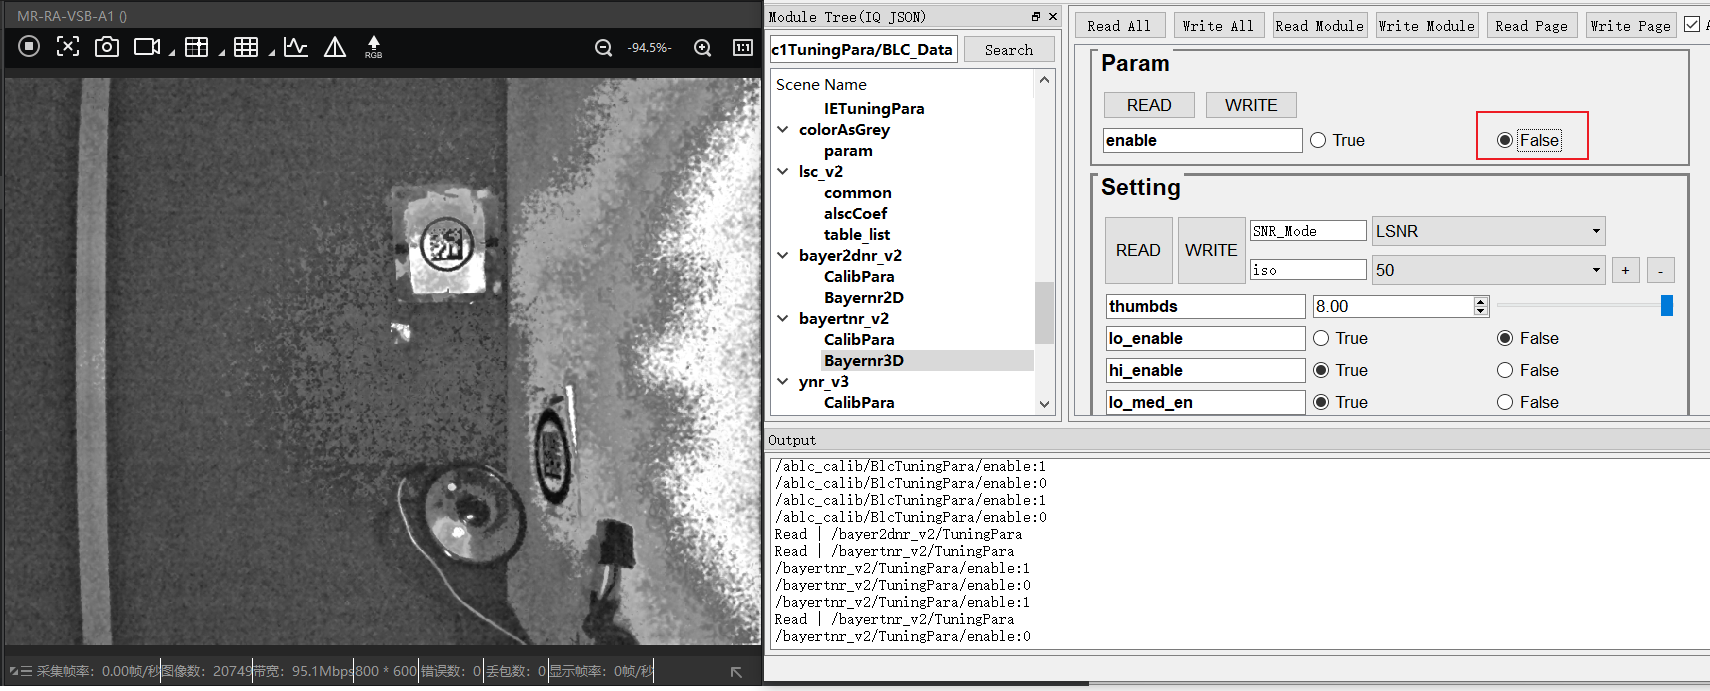 MR-RA-VSB-A1 ()
RGB
-94.5%-
1:1
采集帧率: 0.00帧/秒 图像数: 20749 带宽: 95.1Mbps 800 * 600 错误数: 0 丢包数: 0 显示帧率: 0帧/秒
Module Tree(IQ JSON)
c1TuningPara/BLC_Data
Search
Scene Name
IETuningPara
colorAsGrey
param
lsc_v2
common
alscCoef
table_list
bayer2dnr_v2
CalibPara
Bayernr2D
bayertnr_v2
CalibPara
Bayernr3D
ynr_v3
CalibPara
Read All Write All Read Module Write Module Read Page Write Page
Param
READ WRITE
enable True False
Setting
READ WRITE
SNR_Mode LSNR
iso 50 + -
thumbds 8.00
lo_enable True False
hi_enable True False
lo_med_en True False
Output
/ablc_calib/BlcTuningPara/enable:1
/ablc_calib/BlcTuningPara/enable:0
/ablc_calib/BlcTuningPara/enable:1
/ablc_calib/BlcTuningPara/enable:0
Read | /bayer2dnr_v2/TuningPara
Read | /bayertnr_v2/TuningPara
/bayertnr_v2/TuningPara/enable:1
/bayertnr_v2/TuningPara/enable:0
/bayertnr_v2/TuningPara/enable:1
Read | /bayertnr_v2/TuningPara
/bayertnr_v2/TuningPara/enable:0